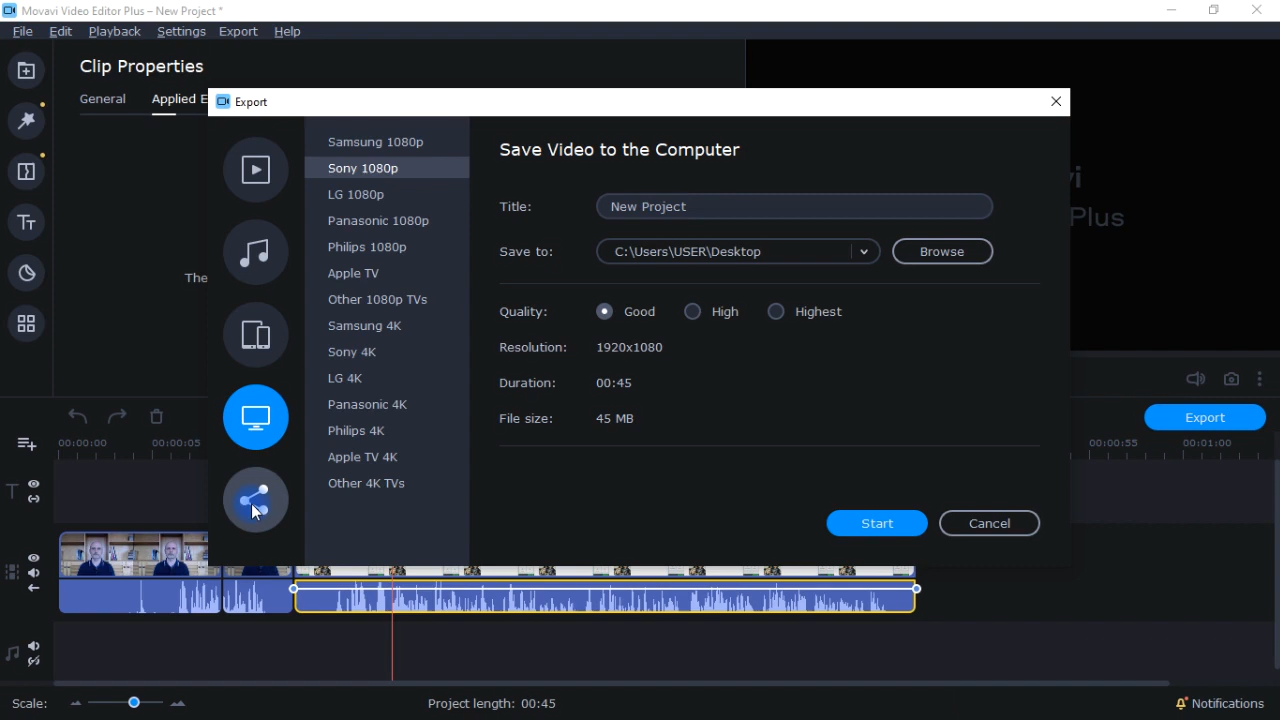 Movavi Video Editor Plus – New Project *
File Edit Playback Settings Export Help
Clip Properties
General Applied E
The
vi
Plus
Export
Samsung 1080p
Sony 1080p
LG 1080p
Panasonic 1080p
Philips 1080p
Apple TV
Other 1080p TVs
Samsung 4K
Sony 4K
LG 4K
Panasonic 4K
Philips 4K
Apple TV 4K
Other 4K TVs
Save Video to the Computer
Title: New Project
Save to: C:\Users\USER\Desktop Browse
Quality: Good High Highest
Resolution: 1920x1080
Duration: 00:45
File size: 45 MB
Start Cancel
Export
00:00:00 00:00:05 00:00:55 00:01:00
Scale: Project length: 00:45 Notifications